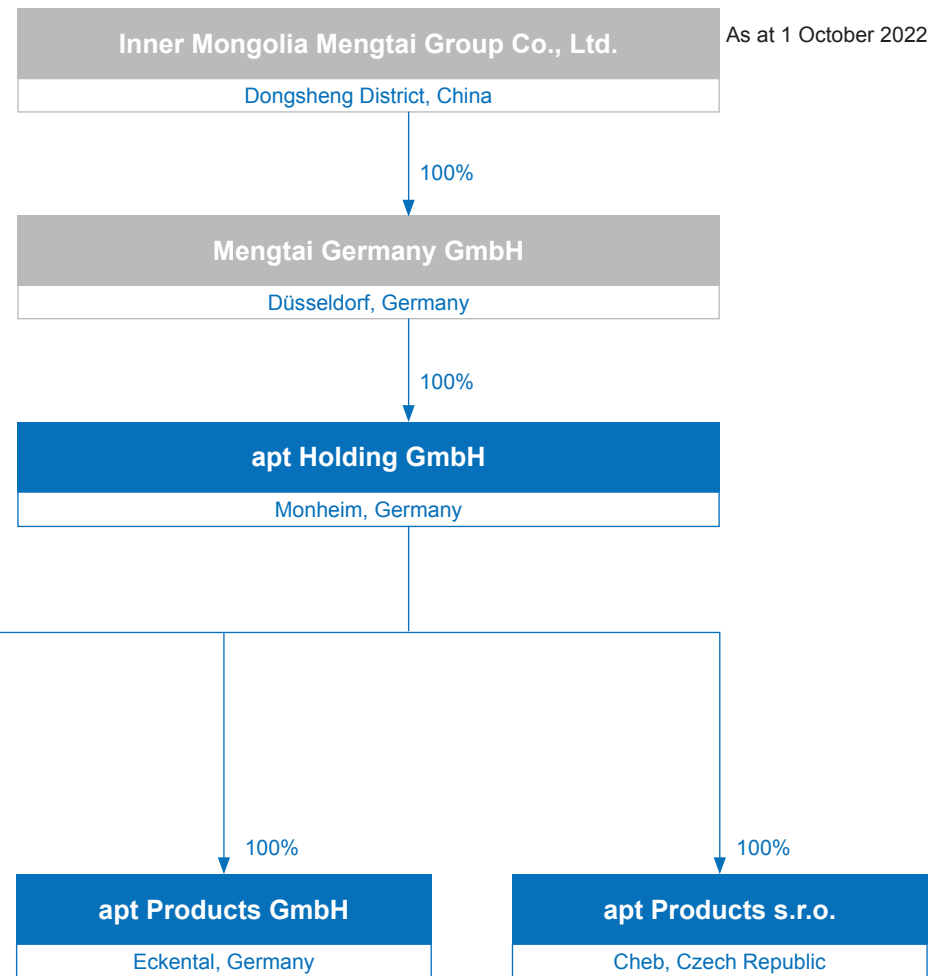 Inner Mongolia Mengtai Group Co., Ltd.
As at 1 October 2022
Dongsheng District, China
100%
Mengtai Germany GmbH
Düsseldorf, Germany
100%
apt Holding GmbH
Monheim, Germany
100%
100%
apt Products GmbH
apt Products s.r.o.
Eckental, Germany
Cheb, Czech Republic